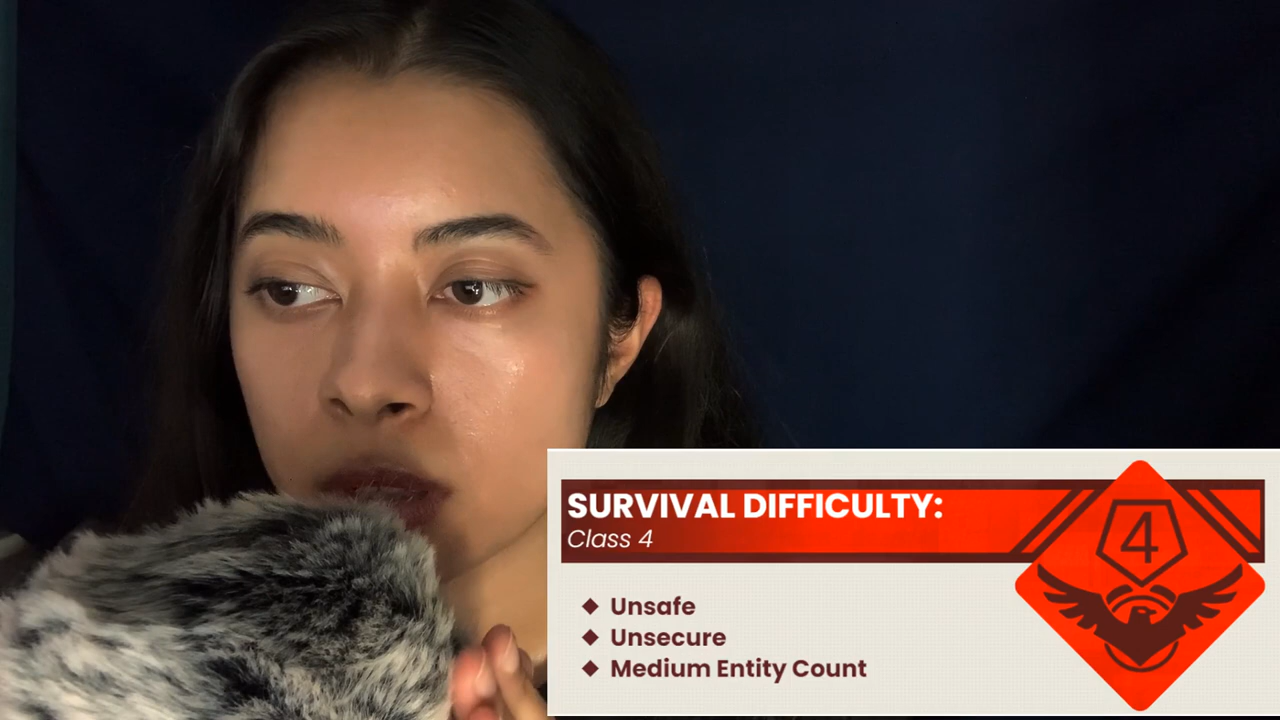 SURVIVAL DIFFICULTY:
Class 4
4
Unsafe
Unsecure
Medium Entity Count